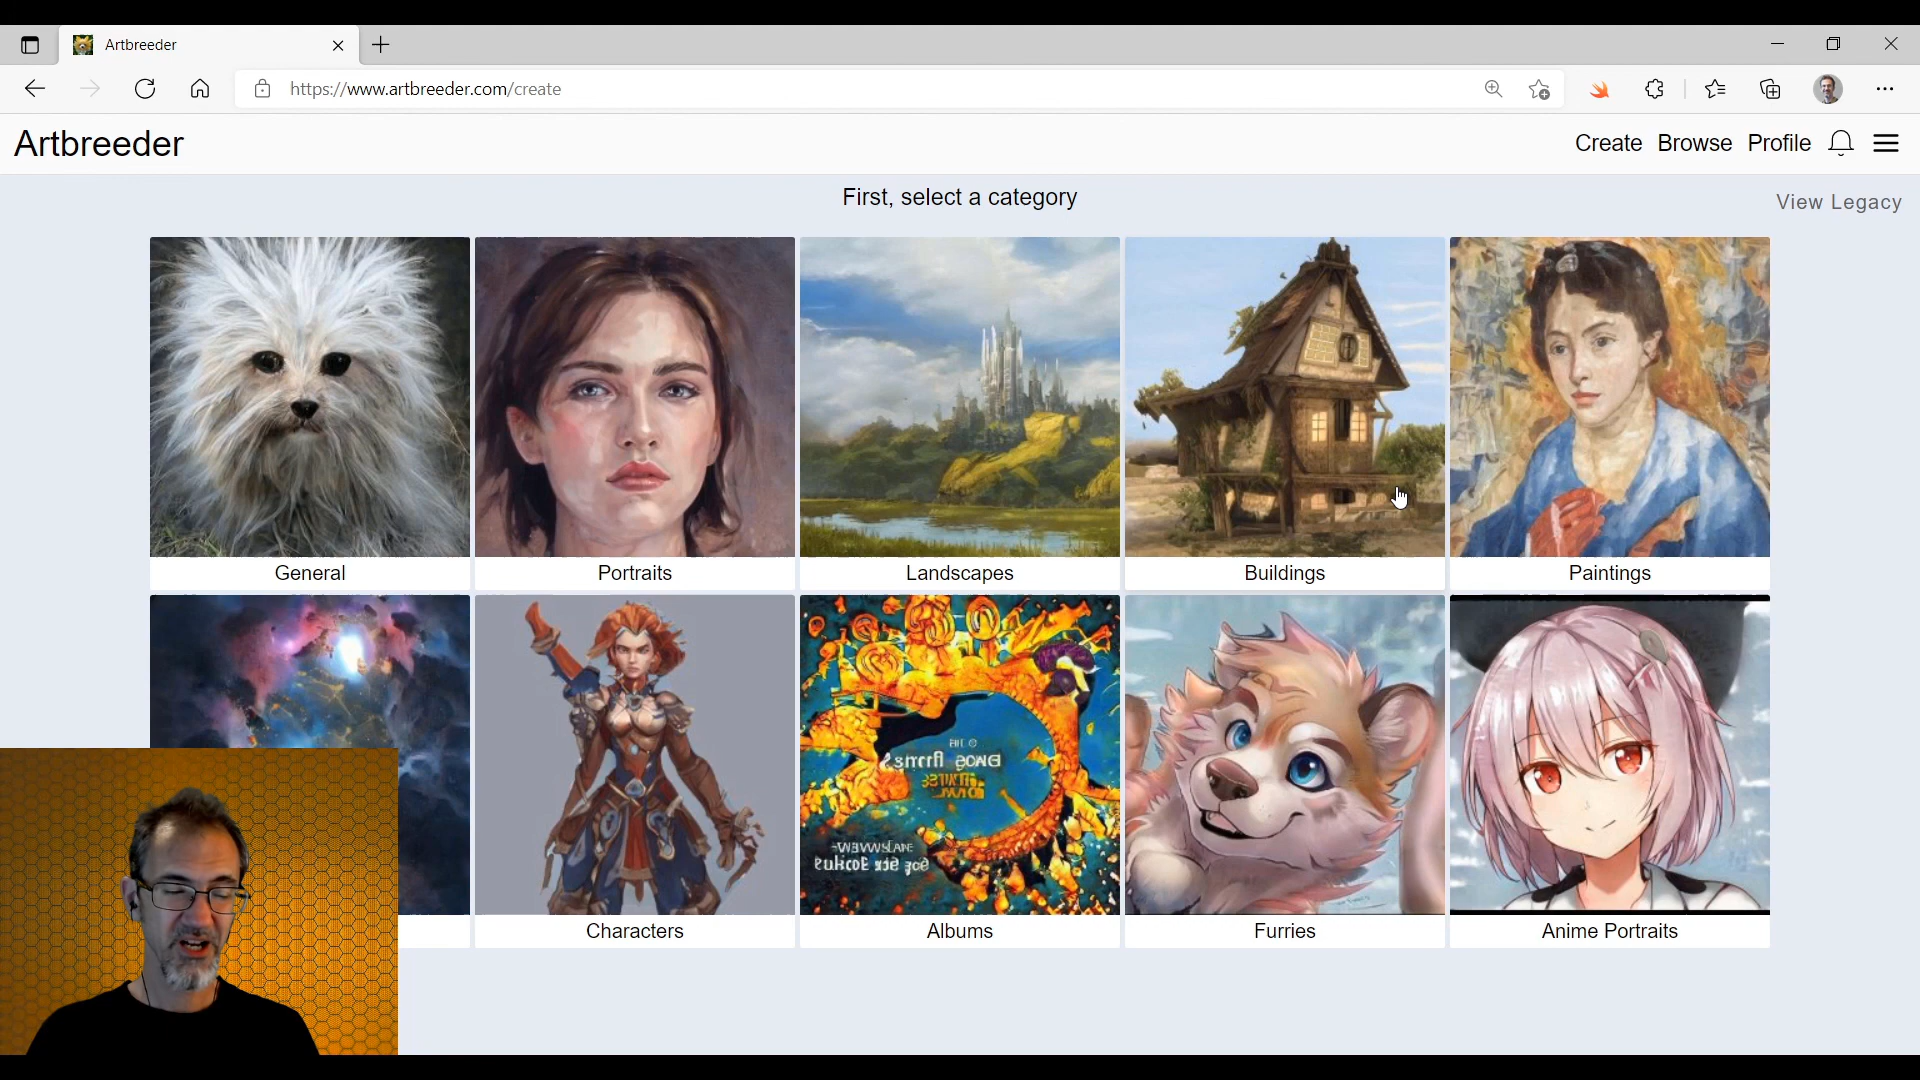 Artbreeder
https://www.artbreeder.com/create
Artbreeder
Create Browse Profile
First, select a category
View Legacy
General
Portraits
Landscapes
Buildings
Paintings
Characters
Albums
Furries
Anime Portraits